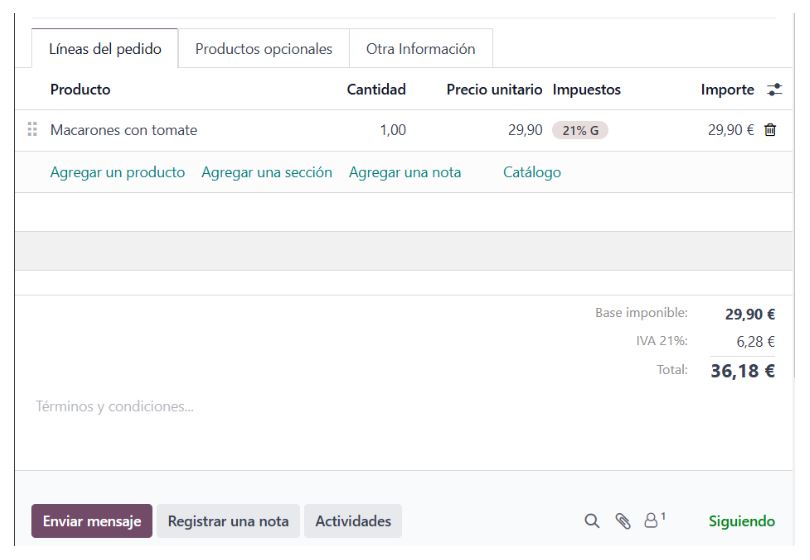 Líneas del pedido Productos opcionales Otra Información
Producto Cantidad Precio unitario Impuestos Importe
Macarones con tomate 1,00 29,90 21% G 29,90 €
Agregar un producto Agregar una sección Agregar una nota Catálogo
Base imponible: 29,90 €
IVA 21%: 6,28 €
Total: 36,18 €
Términos y condiciones...
Enviar mensaje Registrar una nota Actividades 1 Siguiendo